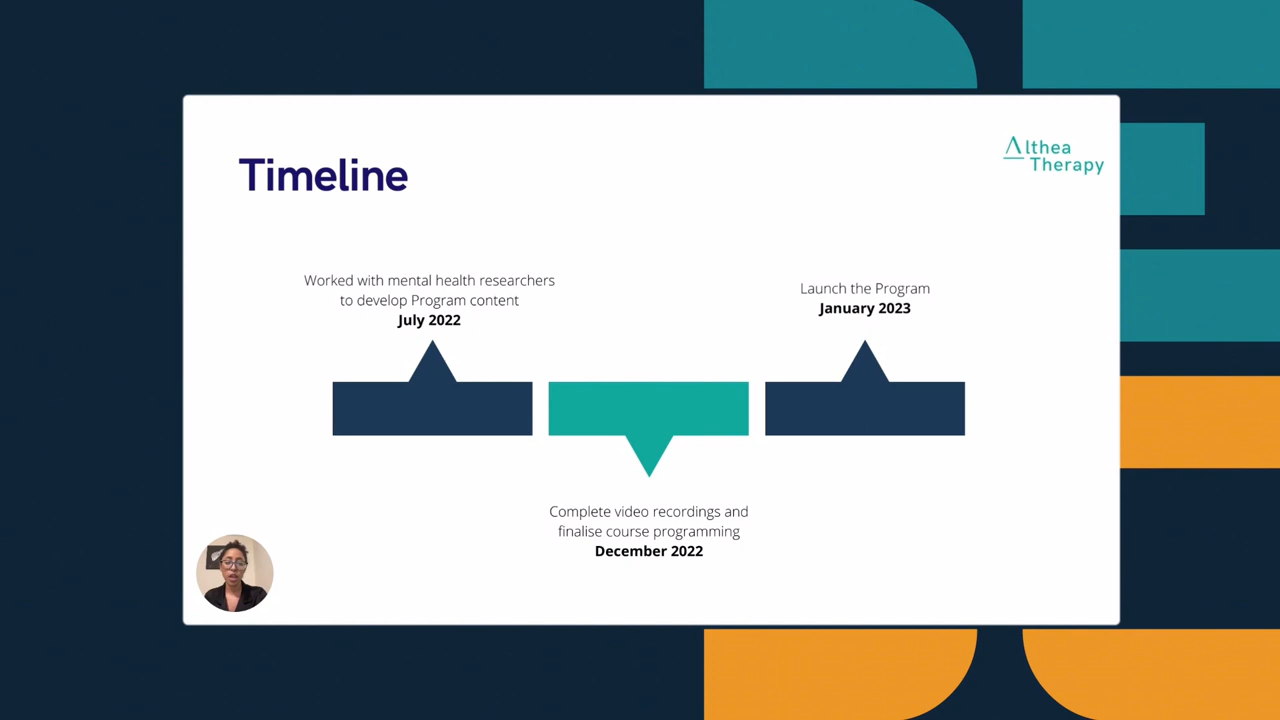 Timeline
Althea
Therapy
Worked with mental health researchers
to develop Program content
July 2022
Launch the Program
January 2023
Complete video recordings and
finalise course programming
December 2022